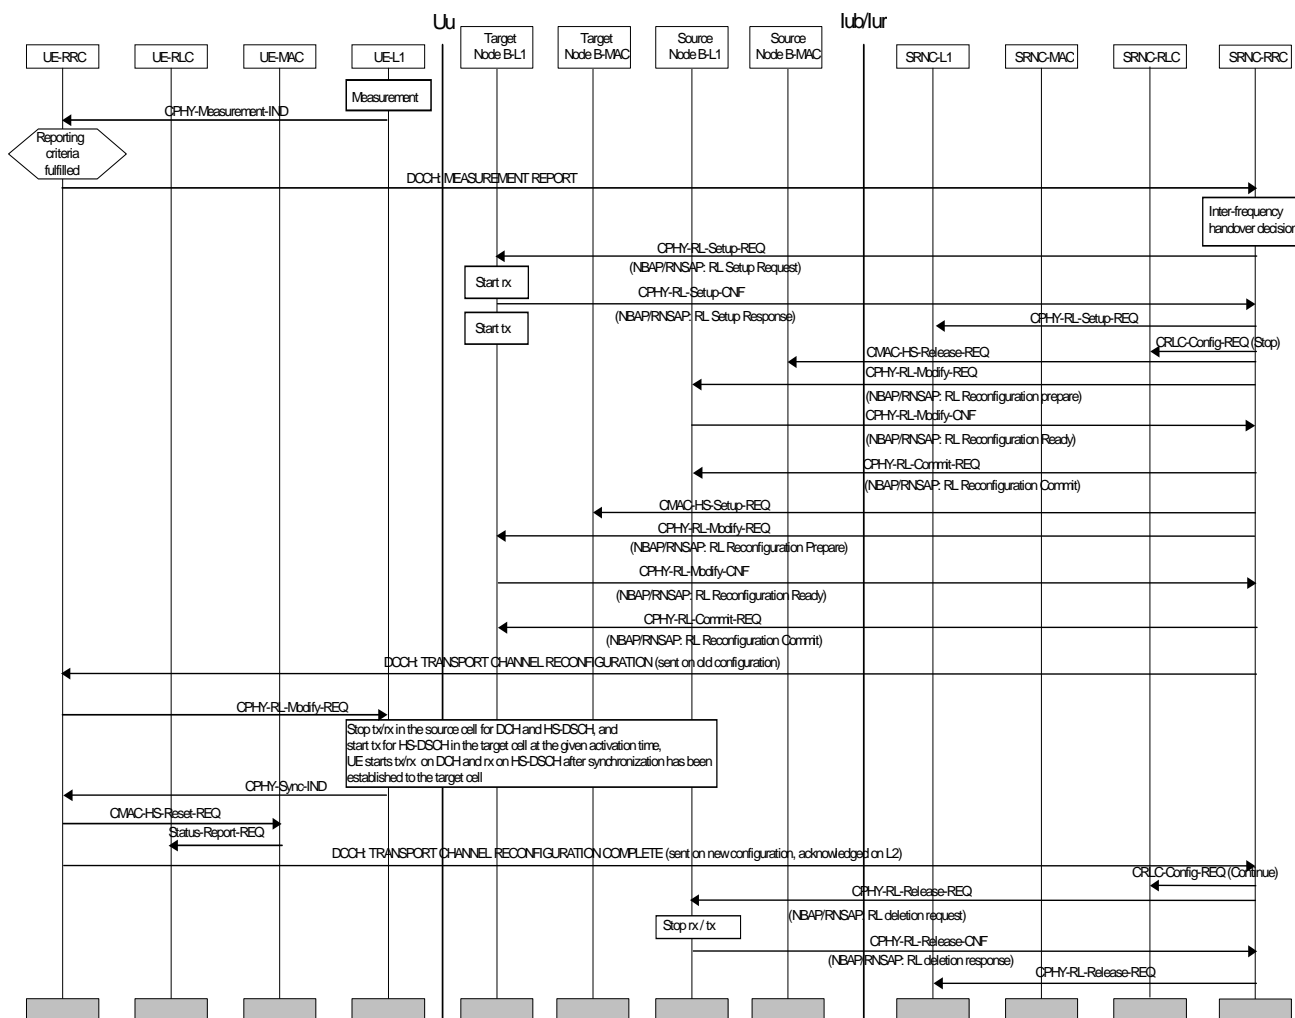 Uu
Iub/Iur
UE-RRC
UE-RLC
UE-MAC
UE-L1
Target
Node B-L1
Target
Node B-MAC
Source
Node B-L1
Source
Node B-MAC
SRNC-L1
SRNC-MAC
SRNC-RLC
SRNC-RRC
Measurement
CPHY-Measurement-IND
Reporting
criteria
fulfilled
DCCH: MEASUREMENT REPORT
Inter-frequency
handover decision
CPHY-RL-Setup-REQ
(NBAP/RNSAP: RL Setup Request)
Start rx
CPHY-RL-Setup-CNF
(NBAP/RNSAP: RL Setup Response)
Start tx
CPHY-RL-Setup-REQ
CRLC-Config-REQ (Stop)
CMAC-HS-Release-REQ
CPHY-RL-Modify-REQ
(NBAP/RNSAP: RL Reconfiguration prepare)
CPHY-RL-Modify-CNF
(NBAP/RNSAP: RL Reconfiguration Ready)
CPHY-RL-Commit-REQ
(NBAP/RNSAP: RL Reconfiguration Commit)
CMAC-HS-Setup-REQ
CPHY-RL-Modify-REQ
(NBAP/RNSAP: RL Reconfiguration Prepare)
CPHY-RL-Modify-CNF
(NBAP/RNSAP: RL Reconfiguration Ready)
CPHY-RL-Commit-REQ
(NBAP/RNSAP: RL Reconfiguration Commit)
DCCH: TRANSPORT CHANNEL RECONFIGURATION (sent on old configuration)
CPHY-RL-Modify-REQ
Stop tx/rx in the source cell for DCH and HS-DSCH, and
start tx for HS-DSCH in the target cell at the given activation time,
UE starts tx/rx on DCH and rx on HS-DSCH after synchronization has been
established to the target cell
CPHY-Sync-IND
CMAC-HS-Reset-REQ
Status-Report-REQ
DCCH: TRANSPORT CHANNEL RECONFIGURATION COMPLETE (sent on new configuration, acknowledged on L2)
CRLC-Config-REQ (Continue)
CPHY-RL-Release-REQ
(NBAP/RNSAP: RL deletion request)
Stop rx / tx
CPHY-RL-Release-CNF
(NBAP/RNSAP: RL deletion response)
CPHY-RL-Release-REQ